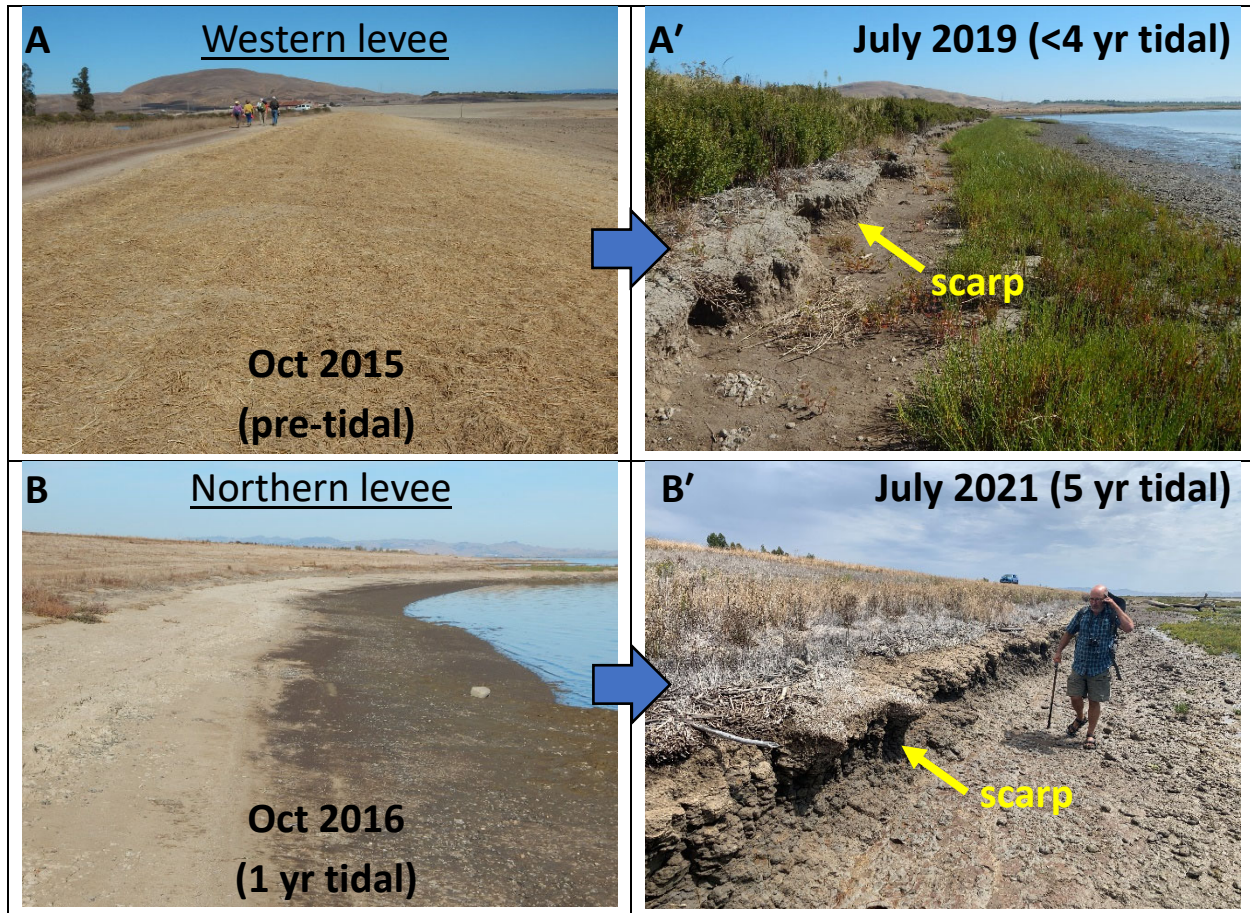 A
Western levee
Oct 2015
(pre-tidal)
A′
July 2019 (<4 yr tidal)
scarp
B
Northern levee
Oct 2016
(1 yr tidal)
B′
July 2021 (5 yr tidal)
scarp